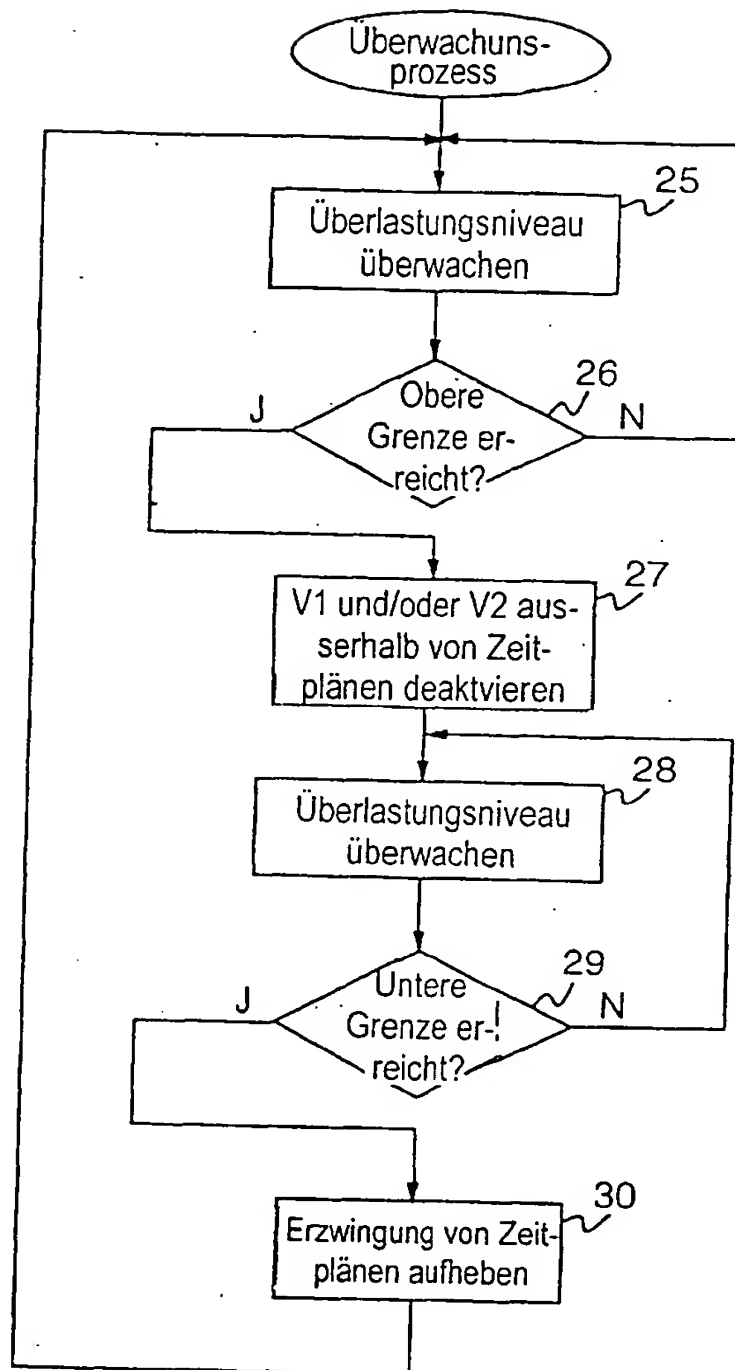 Überwachuns-
prozess
25
Überlastungsniveau
überwachen
26
J
Obere
N
Grenze er-
reicht?
27
V1 und/oder V2 aus-
serhalb von Zeit-
plänen deaktvieren
28
Überlastungsniveau
überwachen
29
J
Untere
N
Grenze er-
reicht?
30
Erzwingung von Zeit-
plänen aufheben